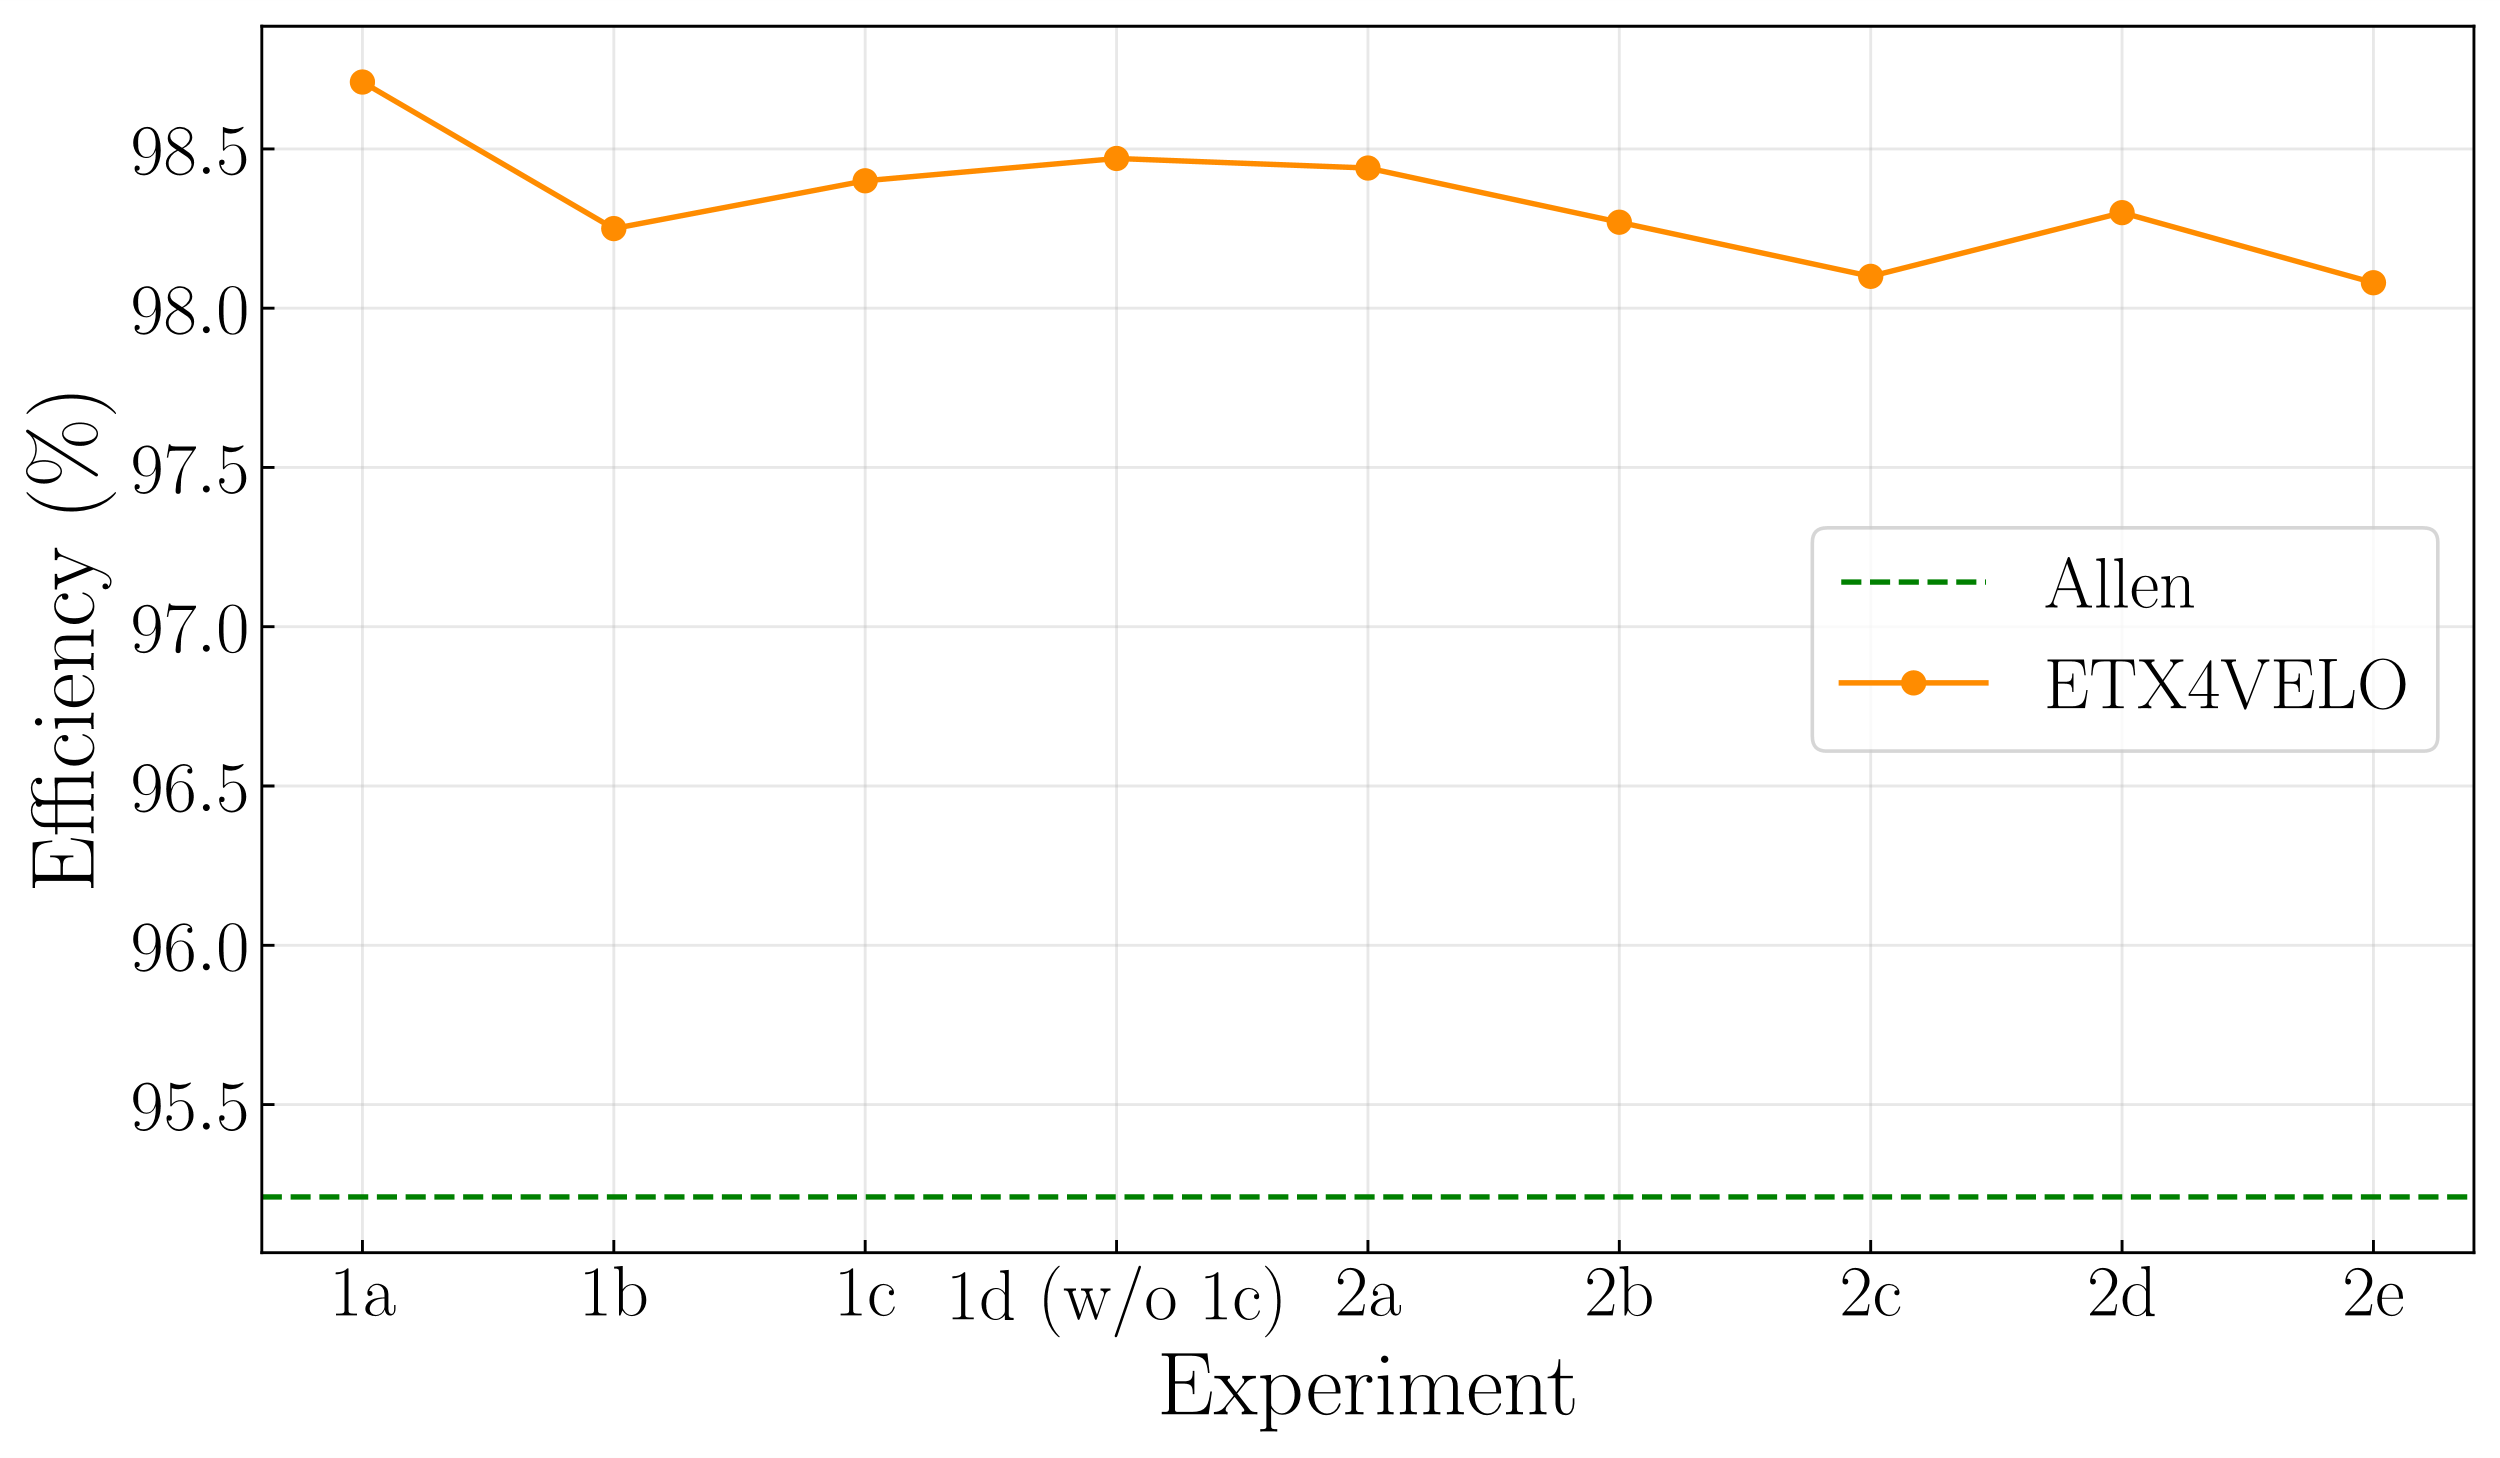 Efficiency (%)
98.5
98.0
97.5
97.0
96.5
96.0
95.5
Allen
ETX4VELO
1a 1b 1c 1d (w/o 1c) 2a 2b 2c 2d 2e
Experiment